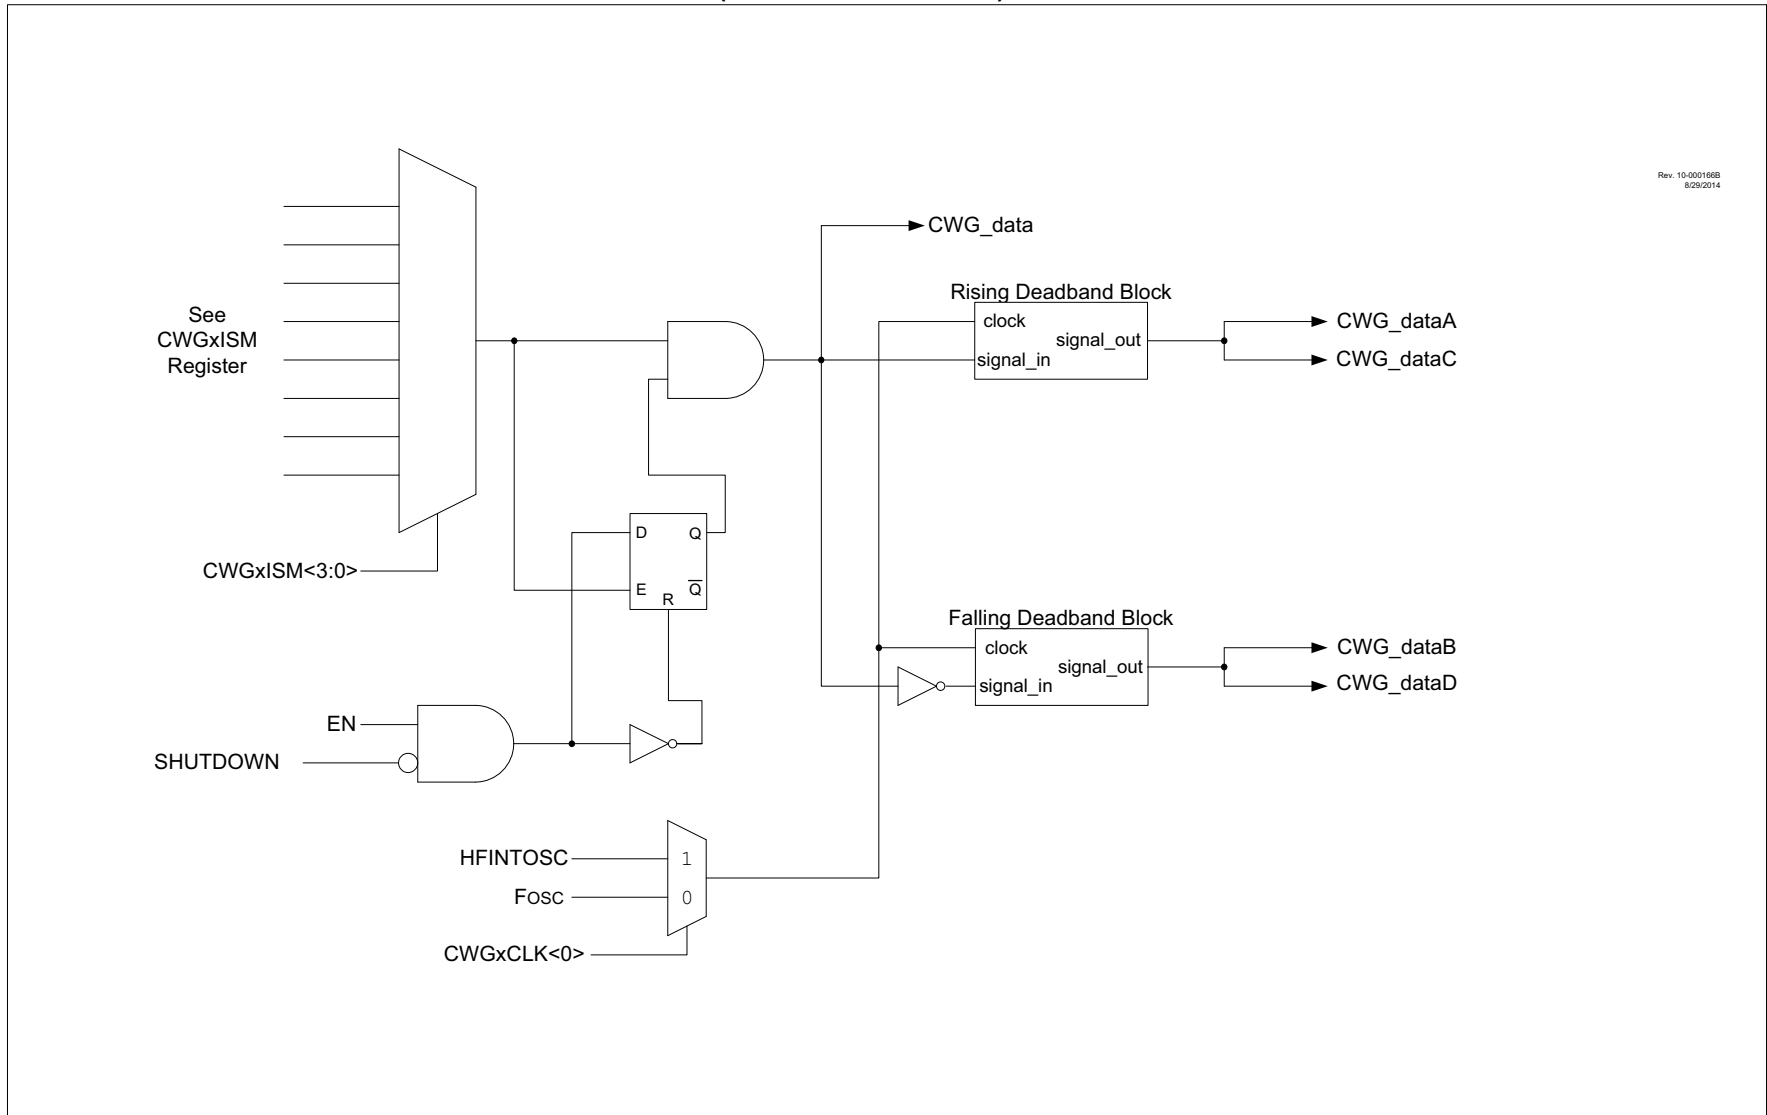 Rev. 10-000166B
8/29/2014
CWG_data
Rising Deadband Block
clock
signal_in
signal_out
CWG_dataA
CWG_dataC
See
CWGxISM
Register
CWGxISM<3:0>
D
Q
E
Q̅
R
Falling Deadband Block
clock
signal_in
signal_out
CWG_dataB
CWG_dataD
EN
SHUTDOWN
HFINTOSC
1
FOSC
0
CWGxCLK<0>